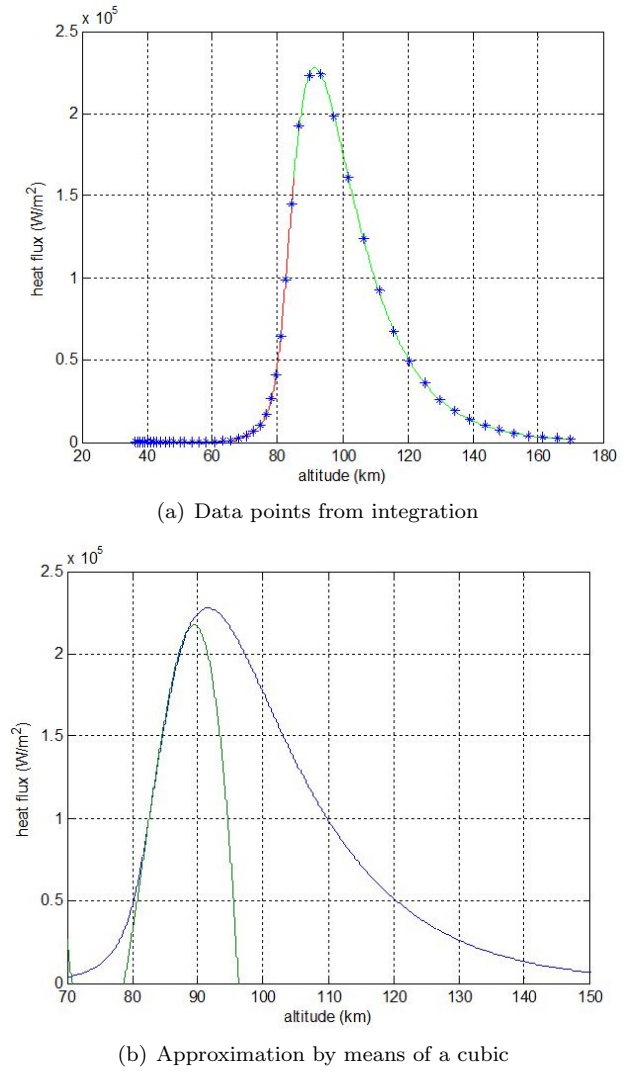 x 10^5
2.5
2
1.5
1
0.5
0
heat flux (W/m²)
20 40 60 80 100 120 140 160 180
altitude (km)
(a) Data points from integration
x 10^5
2.5
2
1.5
1
0.5
0
heat flux (W/m²)
70 80 90 100 110 120 130 140 150
altitude (km)
(b) Approximation by means of a cubic